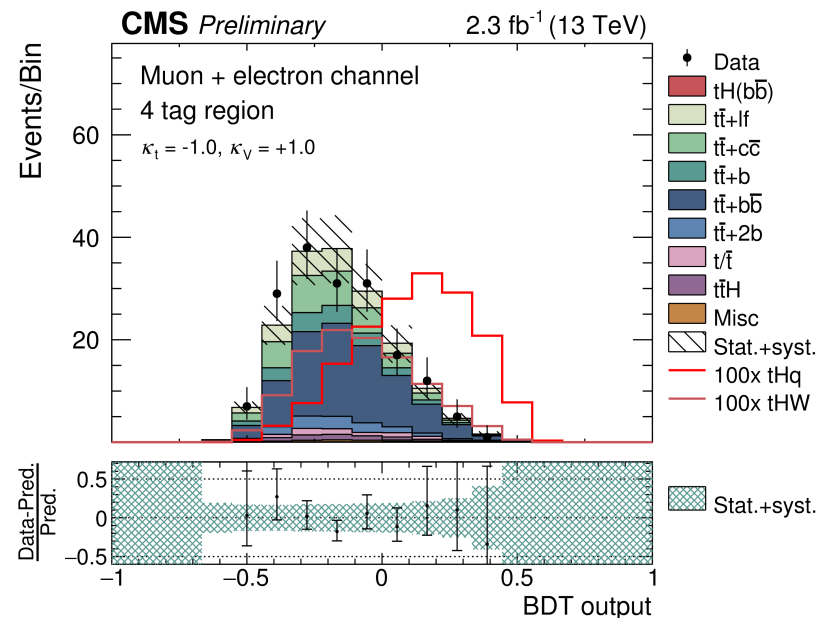 CMS Preliminary 2.3 fb⁻¹ (13 TeV)
Events/Bin
Muon + electron channel
4 tag region
κt = -1.0, κV = +1.0
60
40
20
Data
tH(bb̅)
tt̅+lf
tt̅+cc̅
tt̅+b
tt̅+bb̅
tt̅+2b
t/t̅
tt̅H
Misc
Stat.+syst.
100x tHq
100x tHW
Data-Pred.
Pred.
0.5
0
−0.5
Stat.+syst.
−1 −0.5 0 0.5 1
BDT output